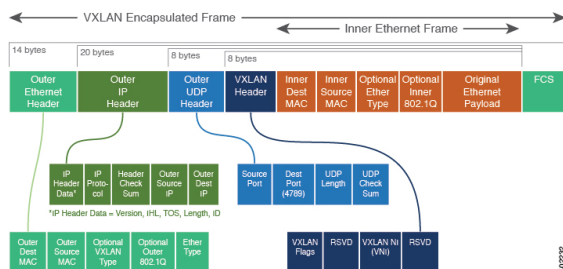 VXLAN Encapsulated Frame
Inner Ethernet Frame
14 bytes
20 bytes
8 bytes
8 bytes
Outer
Ethernet
Header
Outer
IP
Header
Outer
UDP
Header
VXLAN
Header
Inner
Dest
MAC
Inner
Source
MAC
Optional
Ether
Type
Optional
Inner
802.1Q
Original
Ethernet
Payload
FCS
IP
Header
Data*
IP
Proto-
col
Header
Check
Sum
Outer
Source
IP
Outer
Dest
IP
Source
Port
Dest
Port
(4789)
UDP
Length
UDP
Check
Sum
*IP Header Data = Version, IHL, TOS, Length, ID
Outer
Dest
MAC
Outer
Source
MAC
Optional
VXLAN
Type
Optional
Outer
802.1Q
Ether
Type
VXLAN
Flags
RSVD
VXLAN NI
(VNI)
RSVD